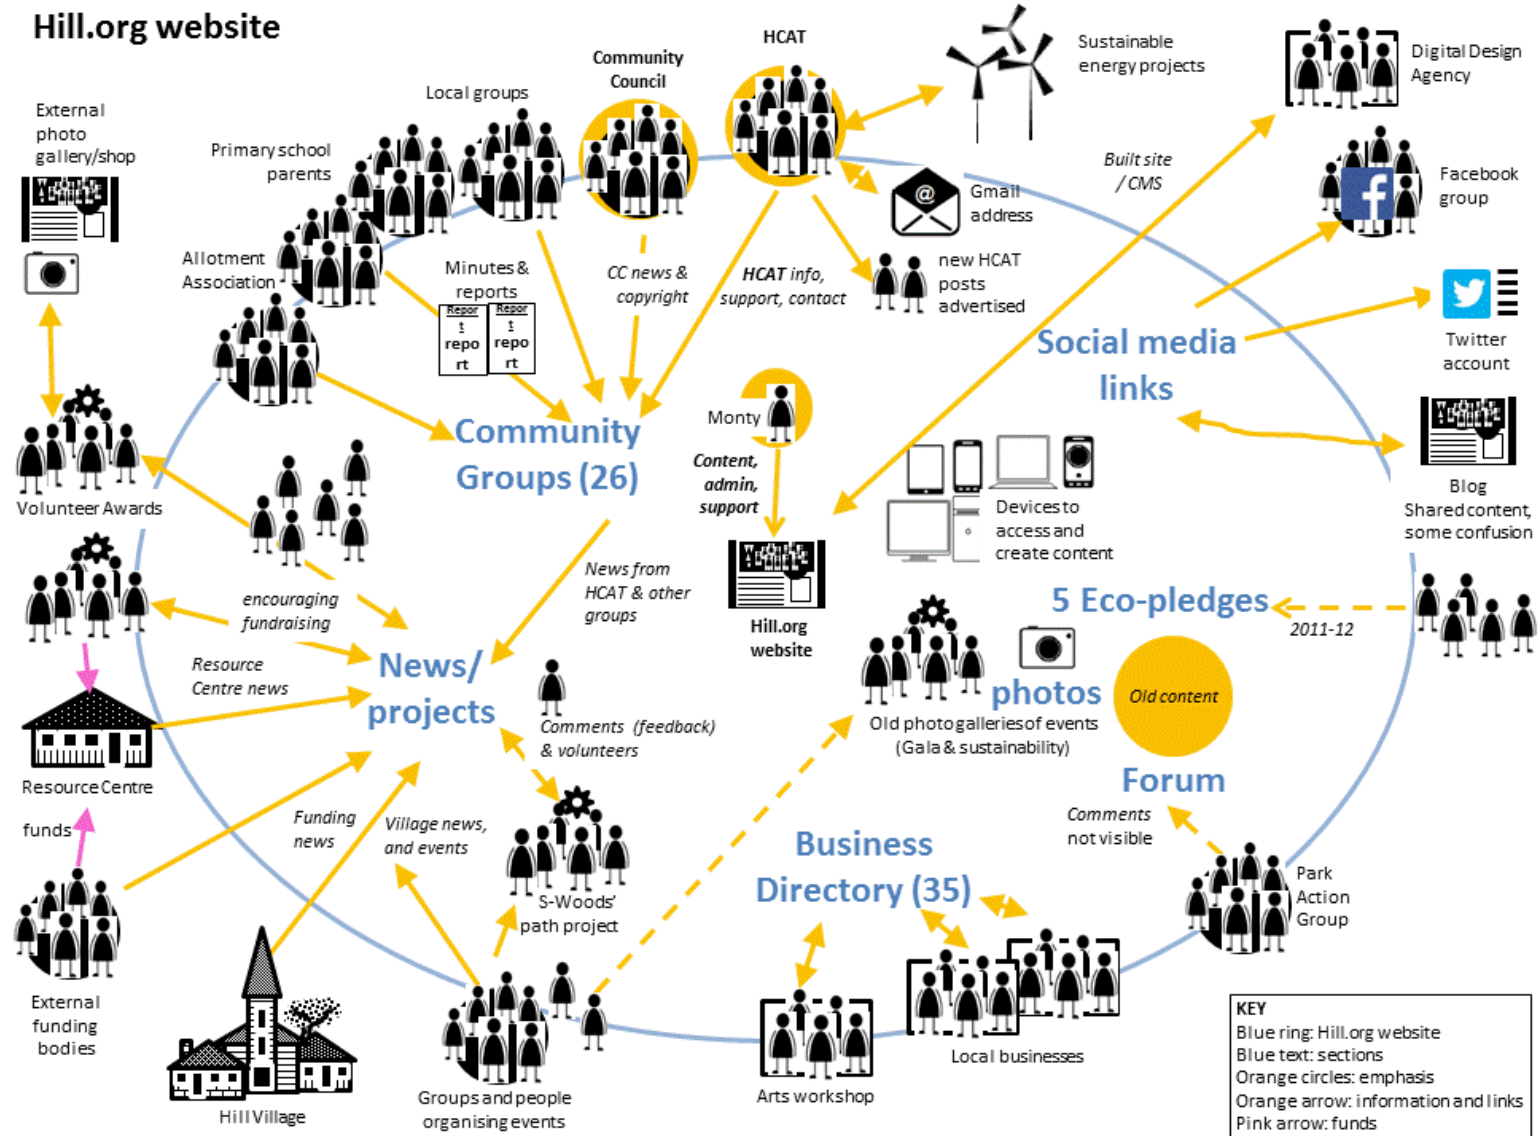 Hill.org website
HCAT
Community
Council
Local groups
Primary school
parents
External
photo
gallery/shop
Allotment
Association
Sustainable
energy projects
Digital Design
Agency
Built site
/ CMS
Facebook
group
@
Gmail
address
new HCAT
posts
advertised
Minutes &
reports
Repor
t
repo
rt
Repor
t
repo
rt
CC news &
copyright
HCAT info,
support, contact
Social media
links
Twitter
account
Community
Groups (26)
Monty
Content,
admin,
support
Hill.org
website
Devices to
access and
create content
Blog
Shared content,
some confusion
Volunteer Awards
encouraging
fundraising
News from
HCAT & other
groups
Resource
Centre news
News/
projects
Comments (feedback)
& volunteers
5 Eco-pledges
2011-12
photos
Old content
Old photo galleries of events
(Gala & sustainability)
Forum
Comments
not visible
Resource Centre
funds
Funding
news
Village news,
and events
S-Woods'
path project
Business
Directory (35)
Park
Action
Group
External
funding
bodies
Hill Village
Groups and people
organising events
Arts workshop
Local businesses
KEY
Blue ring: Hill.org website
Blue text: sections
Orange circles: emphasis
Orange arrow: information and links
Pink arrow: funds